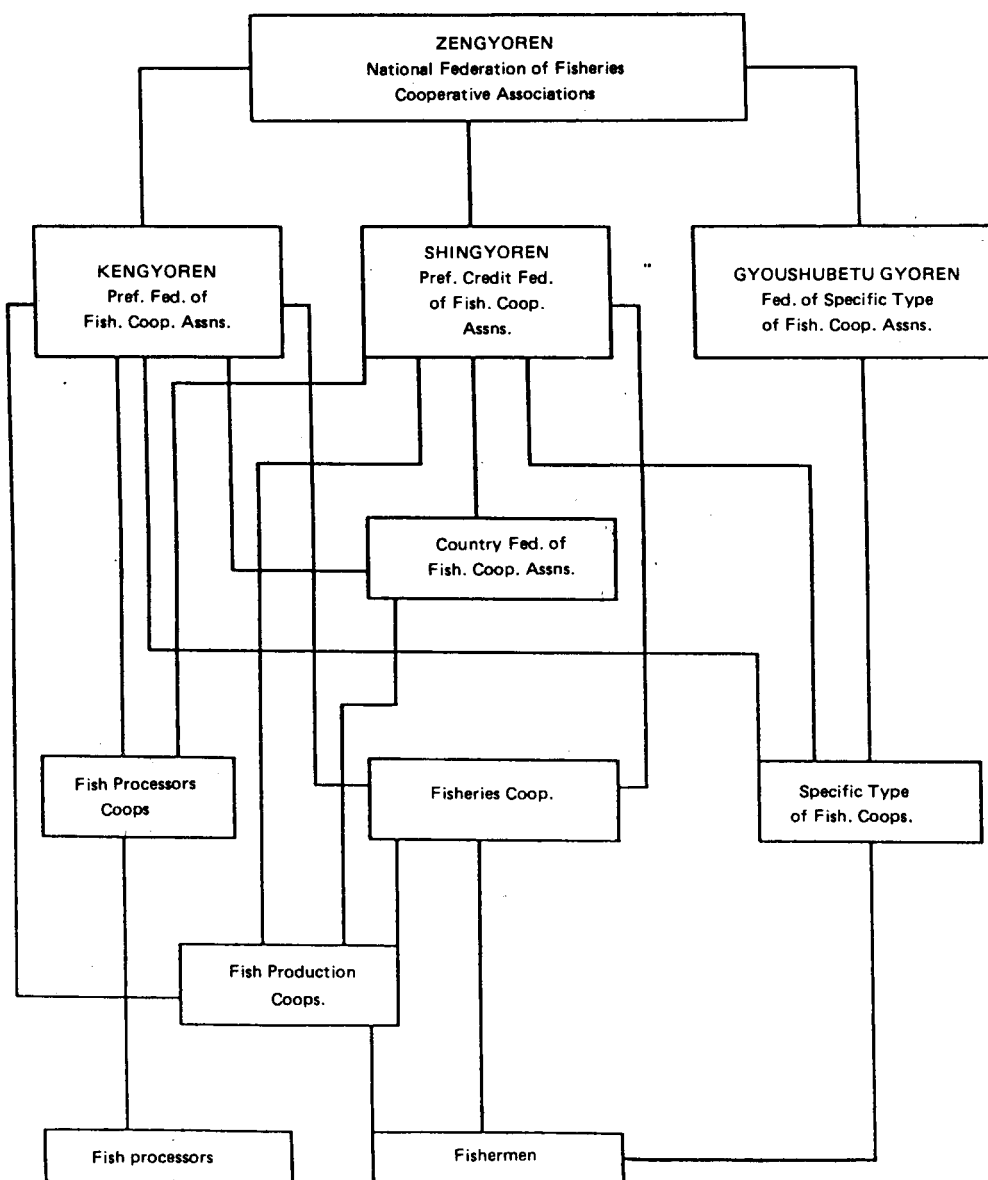 ZENGYOREN
National Federation of Fisheries
Cooperative Associations
KENGYOREN
Pref. Fed. of
Fish. Coop. Assns.
SHINGYOREN
Pref. Credit Fed.
of Fish. Coop.
Assns.
GYOUSHUBETU GYOREN
Fed. of Specific Type
of Fish. Coop. Assns.
Country Fed. of
Fish. Coop. Assns.
Fish Processors
Coops
Fisheries Coop.
Specific Type
of Fish. Coops.
Fish Production
Coops.
Fish processors
Fishermen